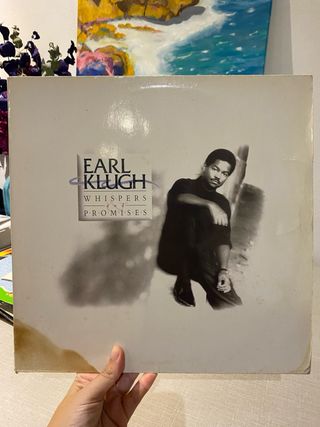 EARL
KLUGH
WHISPERS
and
PROMISES